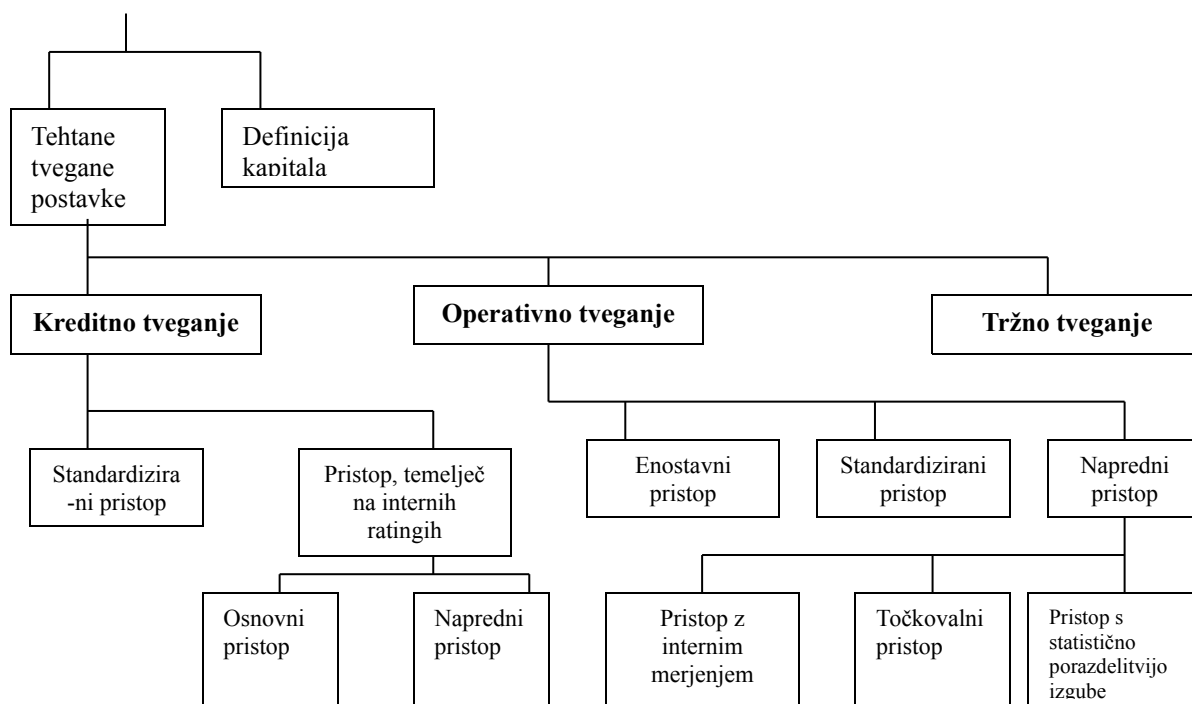 Tehtane
tvegane
postavke
Definicija
kapitala
Kreditno tveganje
Operativno tveganje
Tržno tveganje
Standardizira
-ni pristop
Pristop, temelječ
na internih
ratingih
Enostavni
pristop
Standardizirani
pristop
Napredni
pristop
Osnovni
pristop
Napredni
pristop
Pristop z
internim
merjenjem
Točkovalni
pristop
Pristop s
statistično
porazdelitvijo
izgube